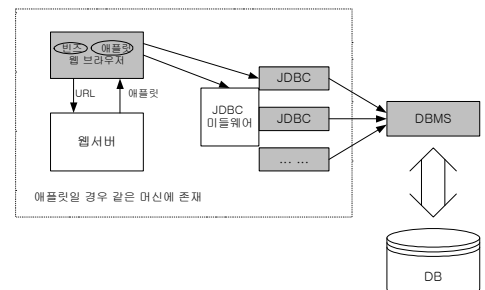 빈즈 애플릿
웹 브라우저
URL 애플릿
웹서버
JDBC
JDBC
미들웨어
JDBC
... ...
DBMS
애플릿일 경우 같은 머신에 존재
DB